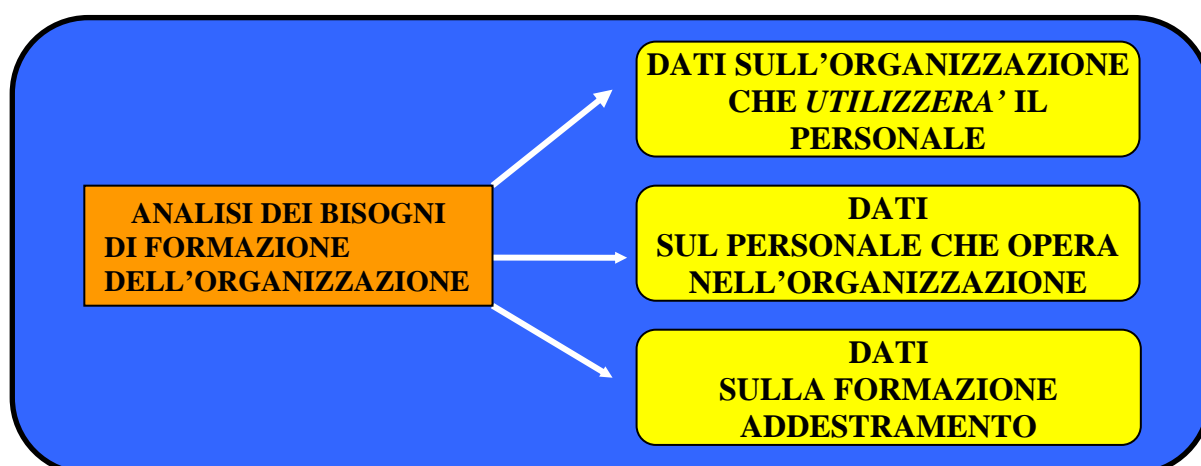 ANALISI DEI BISOGNI
DI FORMAZIONE
DELL’ORGANIZZAZIONE
DATI SULL’ORGANIZZAZIONE
CHE UTILIZZERA’ IL
PERSONALE
DATI
SUL PERSONALE CHE OPERA
NELL’ORGANIZZAZIONE
DATI
SULLA FORMAZIONE
ADDESTRAMENTO